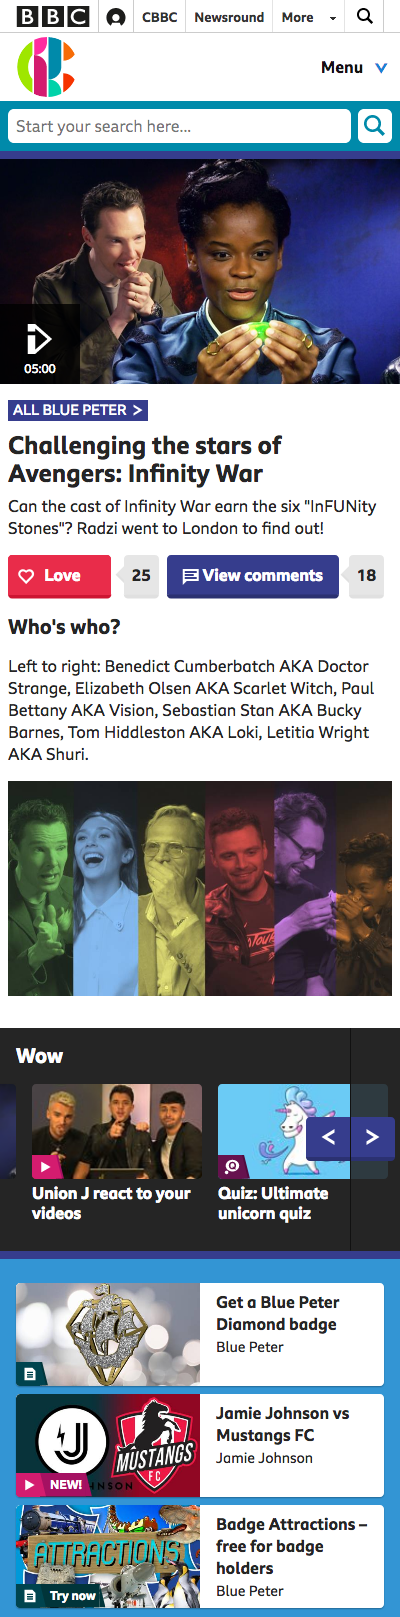 BBC
CBBC
Newsround
More
Menu
Start your search here...
05:00
ALL BLUE PETER >
Challenging the stars of
Avengers: Infinity War
Can the cast of Infinity War earn the six "InFUNity
Stones"? Radzi went to London to find out!
Love
25
View comments
18
Who's who?
Left to right: Benedict Cumberbatch AKA Doctor
Strange, Elizabeth Olsen AKA Scarlet Witch, Paul
Bettany AKA Vision, Sebastian Stan AKA Bucky
Barnes, Tom Hiddleston AKA Loki, Letitia Wright
AKA Shuri.
Wow
Union J react to your
videos
Quiz: Ultimate
unicorn quiz
Get a Blue Peter
Diamond badge
Blue Peter
J
MUSTANGS
FC
NEW!
Jamie Johnson vs
Mustangs FC
Jamie Johnson
ATTRACTIONS
Try now
Badge Attractions –
free for badge
holders
Blue Peter